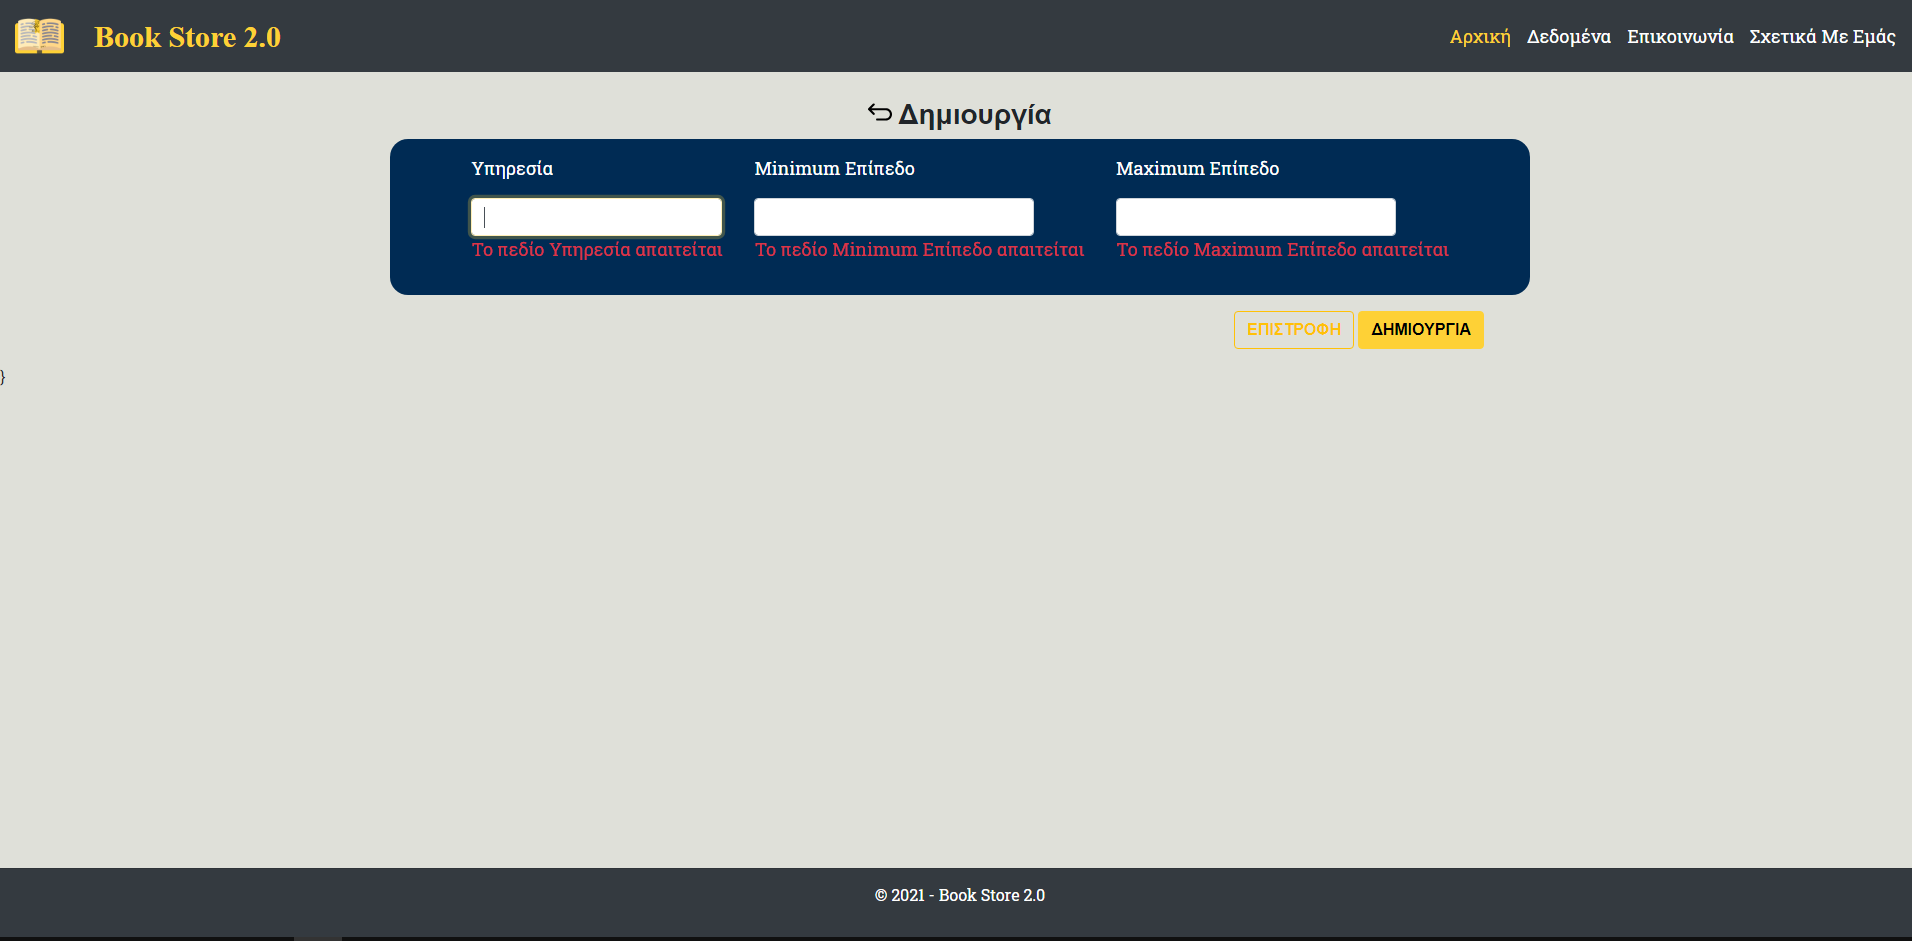 Book Store 2.0
Αρχική Δεδομένα Επικοινωνία Σχετικά Με Εμάς
Δημιουργία
Υπηρεσία Minimum Επίπεδο Maximum Επίπεδο
Το πεδίο Υπηρεσία απαιτείται Το πεδίο Minimum Επίπεδο απαιτείται Το πεδίο Maximum Επίπεδο απαιτείται
ΕΠΙΣΤΡΟΦΗ ΔΗΜΙΟΥΡΓΙΑ
}
© 2021 - Book Store 2.0